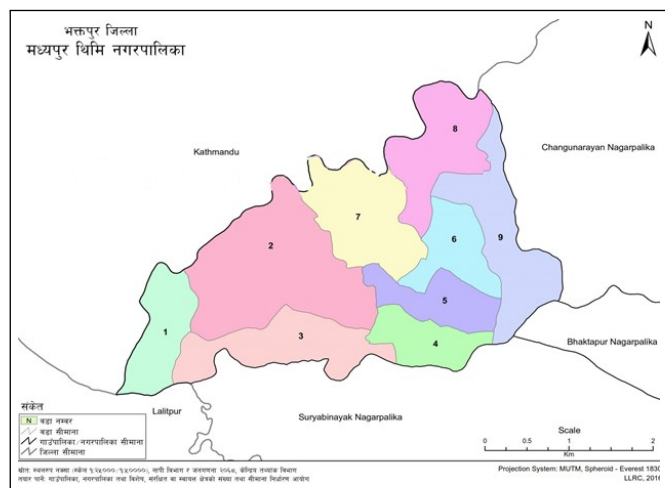 भक्तपुर जिल्ला
मध्यपुर थिमि नगरपालिका
N
Kathmandu
Changunarayan Nagarpalika
8
7
2
6
9
5
1
3
4
Bhaktapur Nagarpalika
Lalitpur
Suryabinayak Nagarpalika
संकेत
N वडा नम्बर
वडा सीमाना
गाउँपालिका/नगरपालिका सीमाना
जिल्ला सीमाना
Scale
0 0.5 1 2
Km
Projection System: MUTM, Spheroid - Everest 1830
LLRC, 2016